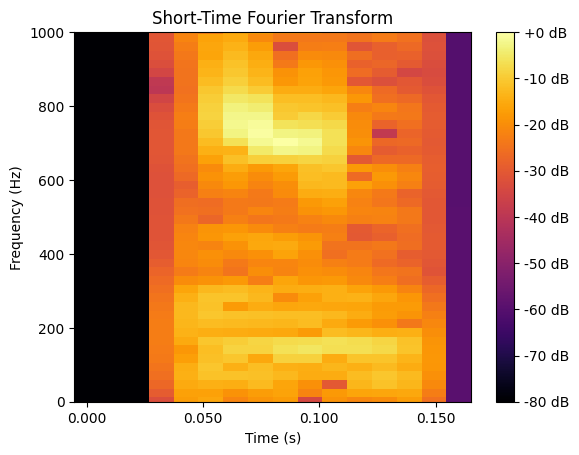 Short-Time Fourier Transform
1000
800
600
400
200
0
Frequency (Hz)
0.000
0.050
0.100
0.150
Time (s)
+0 dB
-10 dB
-20 dB
-30 dB
-40 dB
-50 dB
-60 dB
-70 dB
-80 dB